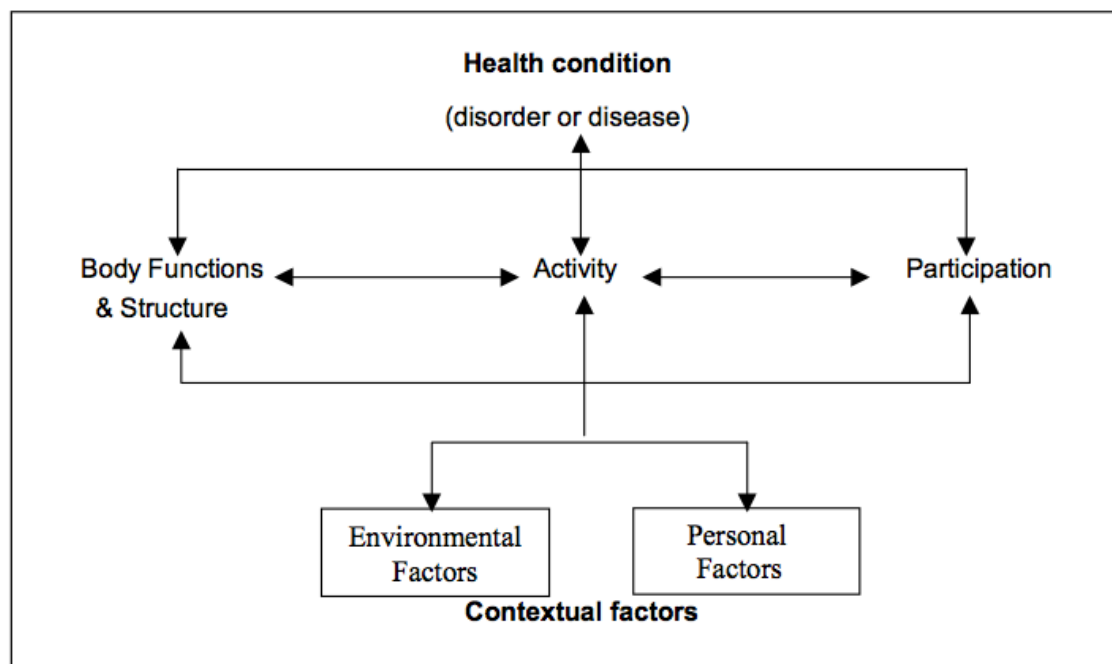 Health condition
(disorder or disease)
Body Functions
& Structure
Activity
Participation
Environmental
Factors
Personal
Factors
Contextual factors